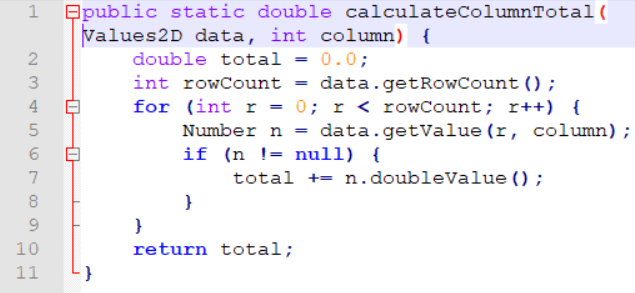 1 public static double calculateColumnTotal(
Values2D data, int column) {
2 double total = 0.0;
3 int rowCount = data.getRowCount();
4 for (int r = 0; r < rowCount; r++) {
5 Number n = data.getValue(r, column);
6 if (n != null) {
7 total += n.doubleValue();
8 }
9 }
10 return total;
11 }